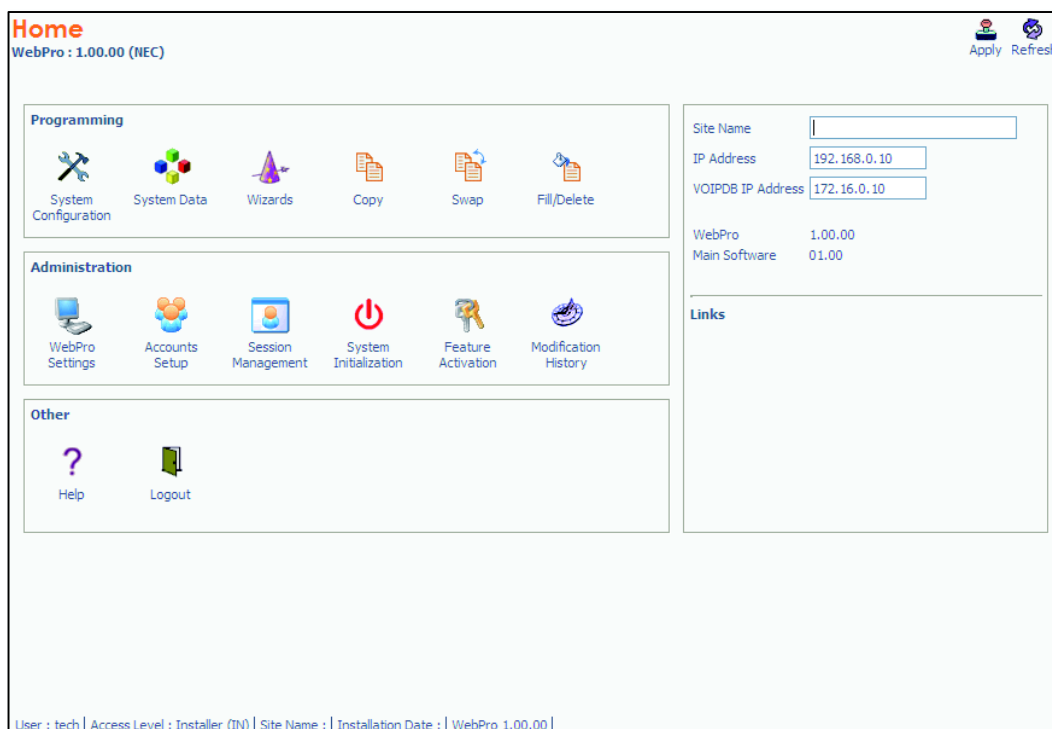 Home
WebPro : 1.00.00 (NEC)
Apply Refresh
Programming
System Configuration
System Data
Wizards
Copy
Swap
Fill/Delete
Administration
WebPro Settings
Accounts Setup
Session Management
System Initialization
Feature Activation
Modification History
Other
Help
Logout
Site Name
IP Address 192.168.0.10
VOIPDB IP Address 172.16.0.10
WebPro 1.00.00
Main Software 01.00
Links
User : tech | Access Level : Installer (IN) | Site Name : | Installation Date : | WebPro 1.00.00 |